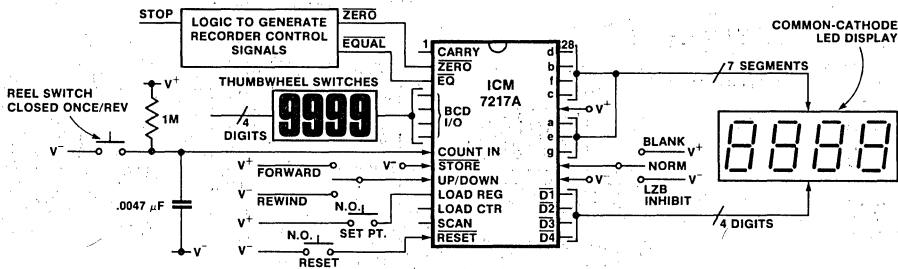 STOP
LOGIC TO GENERATE
RECORDER CONTROL
SIGNALS
ZERO
EQUAL
COMMON-CATHODE
LED DISPLAY
1
28
CARRY
ZERO
EQ
BCD
I/O
COUNT IN
STORE
UP/DOWN
LOAD REG
LOAD CTR
SCAN
RESET
ICM
7217A
d
b
f
c
V+
a
e
g
V−
D1
D2
D3
D4
7 SEGMENTS
8888
4 DIGITS
BLANK
V+
NORM
V−
LZB
INHIBIT
THUMBWHEEL SWITCHES
9999
4
DIGITS
REEL SWITCH
CLOSED ONCE/REV
V+
1M
V−
.0047 µF
V−
V+
FORWARD
V−
V−
REWIND
V+
N.O.
SET PT.
V−
N.O.
RESET